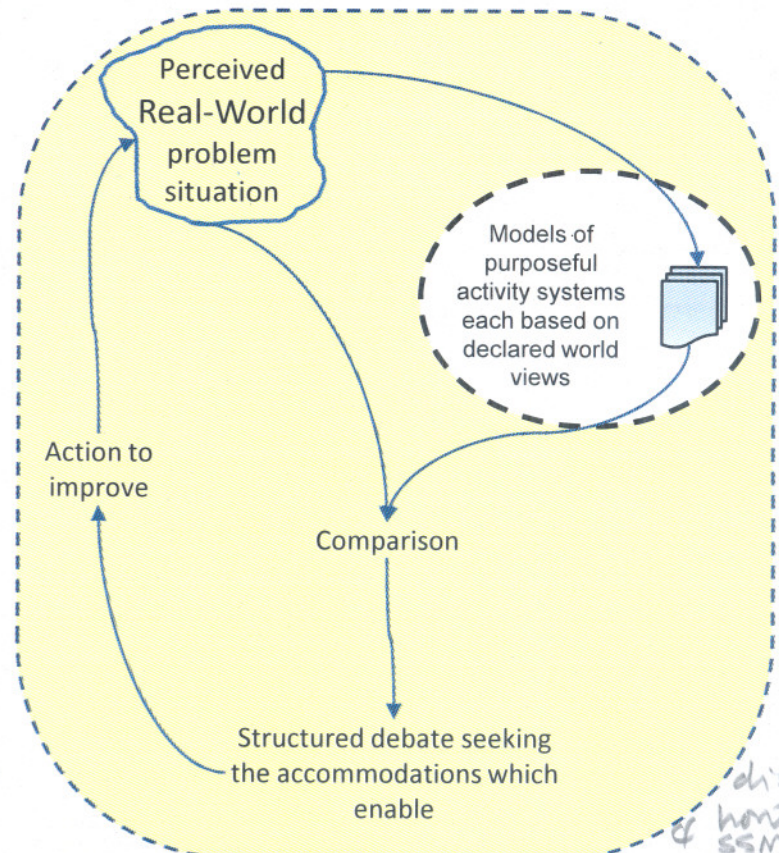 Perceived
Real-World
problem
situation
Models of
purposeful
activity systems
each based on
declared world
views
Action to
improve
Comparison
Structured debate seeking
the accommodations which
enable